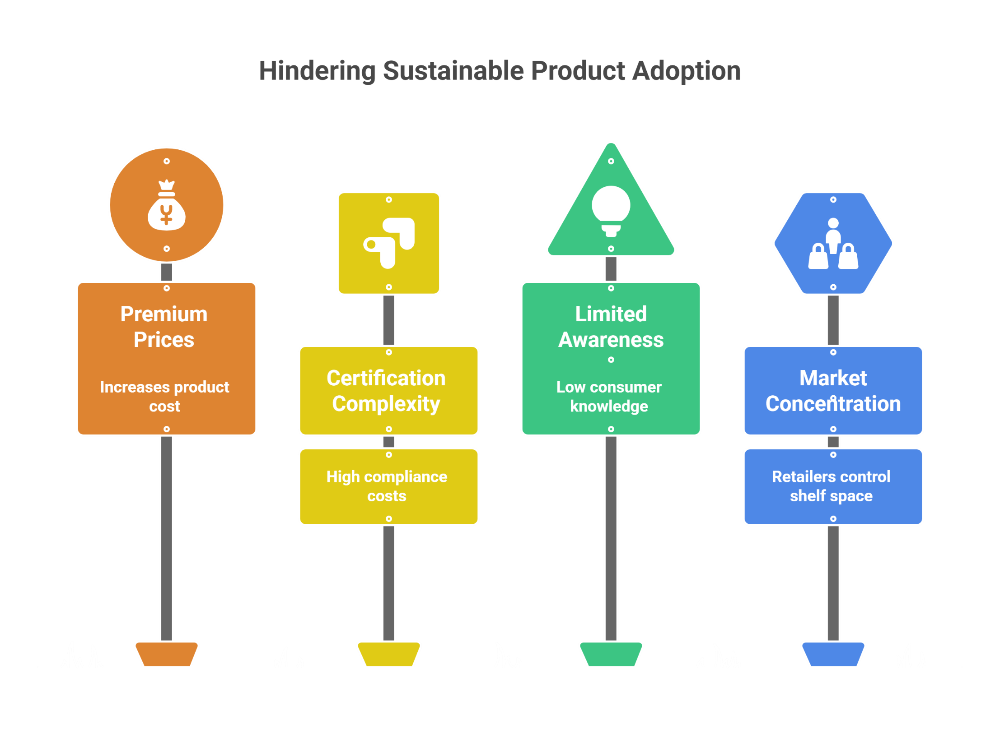 Hindering Sustainable Product Adoption
¥
Premium
Prices
Increases product
cost
Certification
Complexity
High compliance
costs
Limited
Awareness
Low consumer
knowledge
Market
Concentration
Retailers control
shelf space